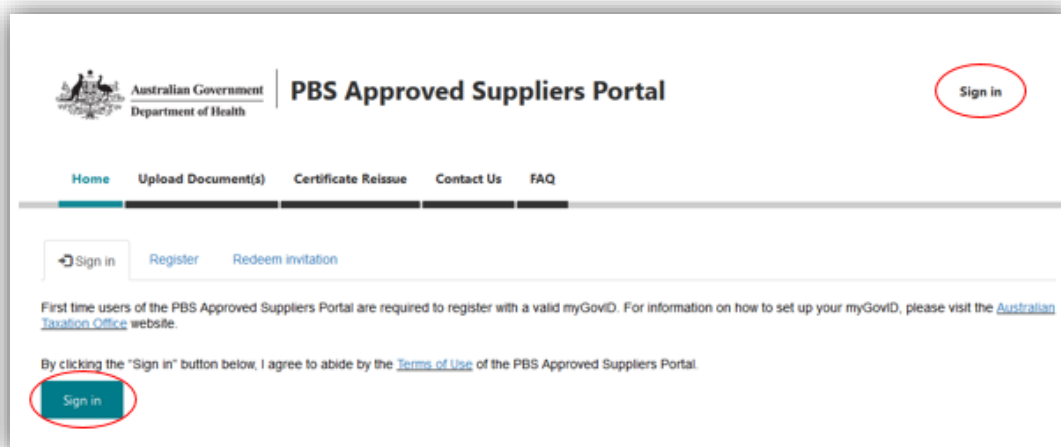 Australian Government
Department of Health
PBS Approved Suppliers Portal
Sign in
Home Upload Document(s) Certificate Reissue Contact Us FAQ
Sign in Register Redeem invitation
First time users of the PBS Approved Suppliers Portal are required to register with a valid myGovID. For information on how to set up your myGovID, please visit the Australian
Taxation Office website.
By clicking the "Sign in" button below, I agree to abide by the Terms of Use of the PBS Approved Suppliers Portal.
Sign in